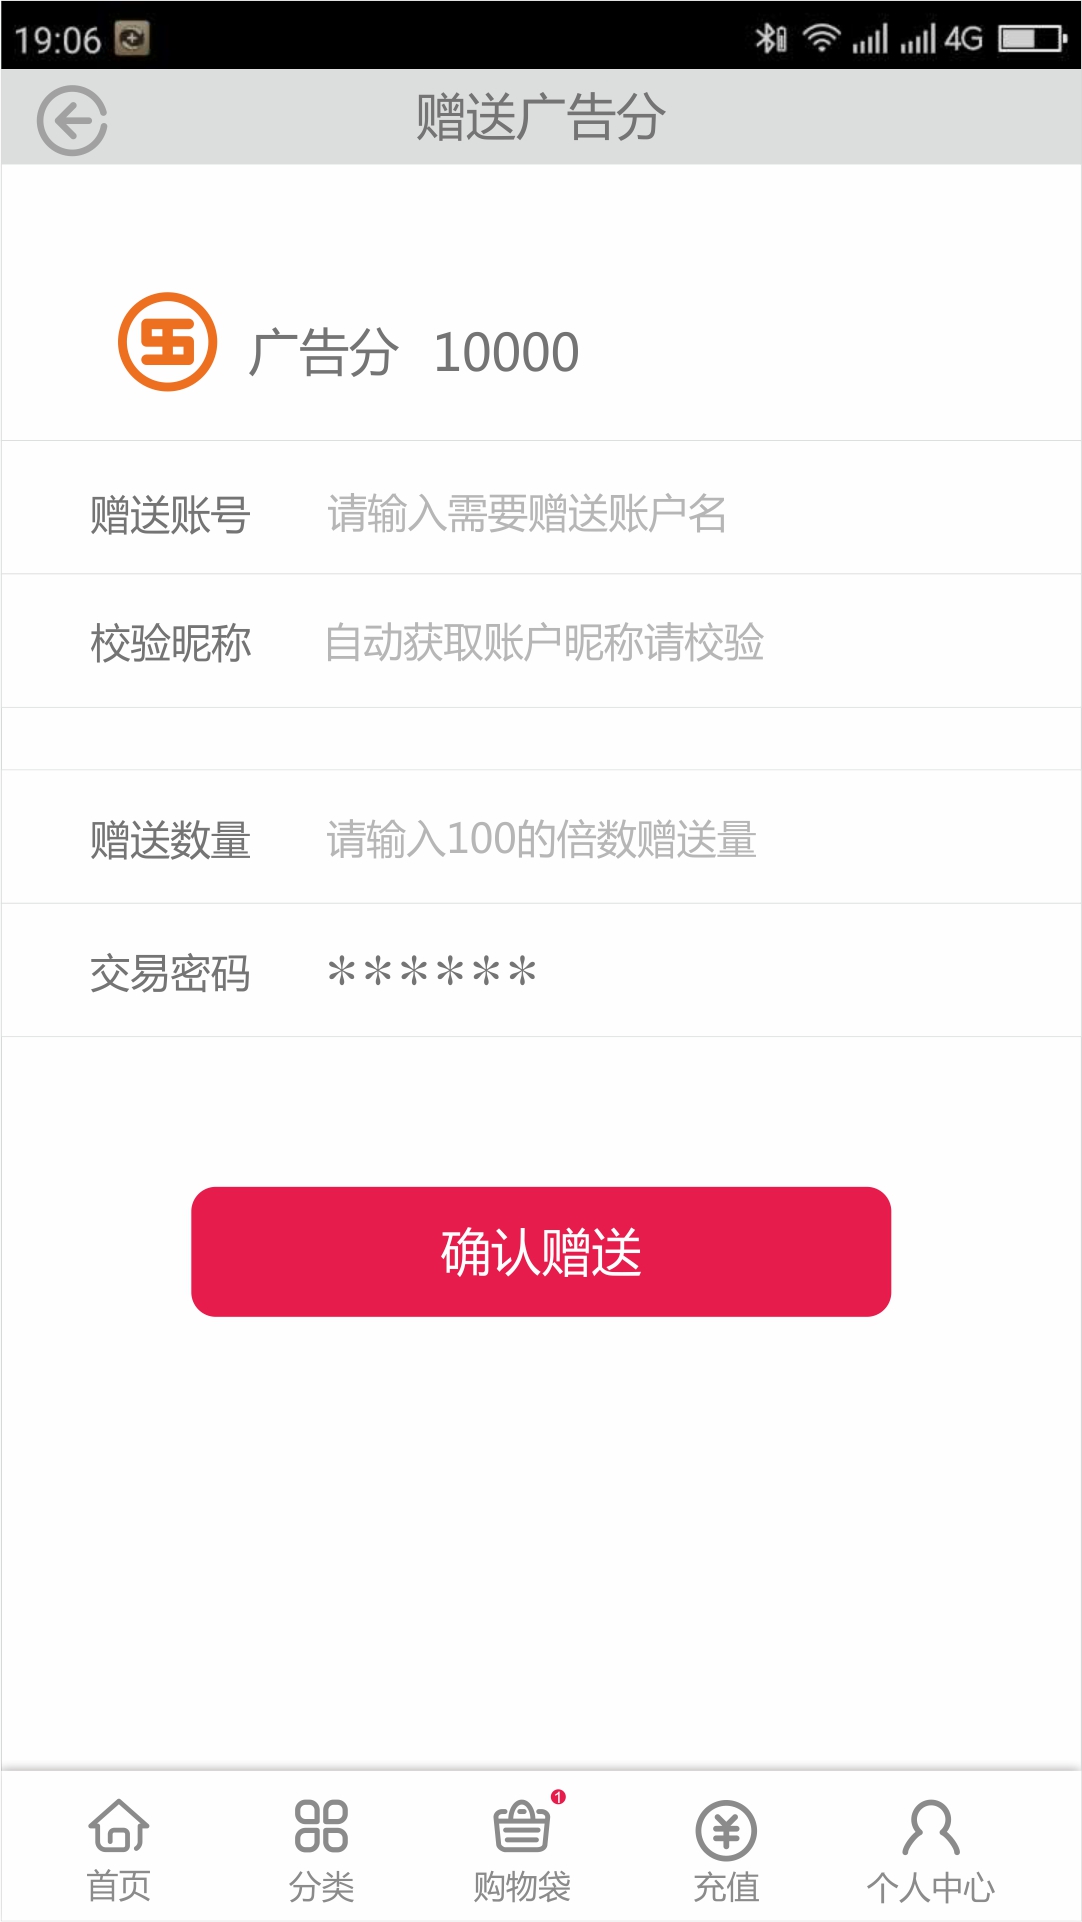 19:06 4G
赠送广告分
广告分 10000
赠送账号 请输入需要赠送账户名
校验昵称 自动获取账户昵称请校验
赠送数量 请输入100的倍数赠送量
交易密码 ******
确认赠送
1
首页 分类 购物袋 充值 个人中心